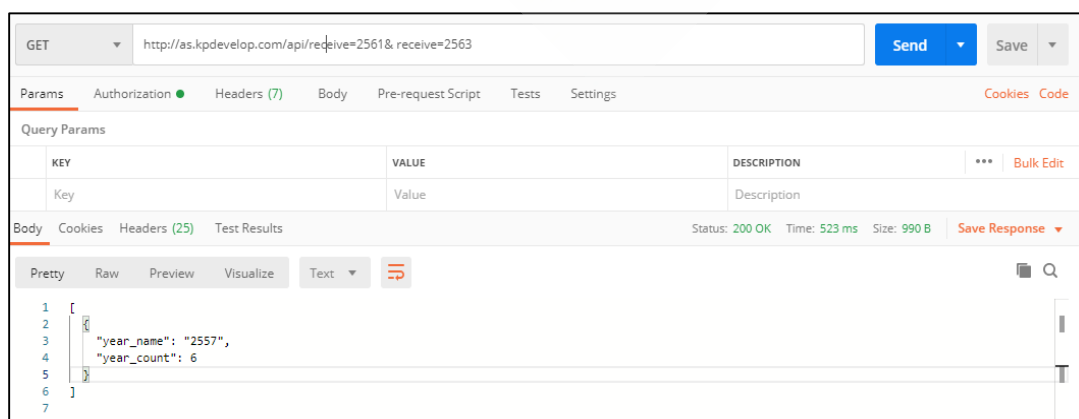 GET http://as.kpdevelop.com/api/receive=2561& receive=2563 Send Save
Params Authorization Headers (7) Body Pre-request Script Tests Settings Cookies Code
Query Params
KEY VALUE DESCRIPTION ••• Bulk Edit
Key Value Description
Body Cookies Headers (25) Test Results Status: 200 OK Time: 523 ms Size: 990 B Save Response
Pretty Raw Preview Visualize Text
1 [
2 {
3 "year_name": "2557",
4 "year_count": 6
5 }
6 ]
7